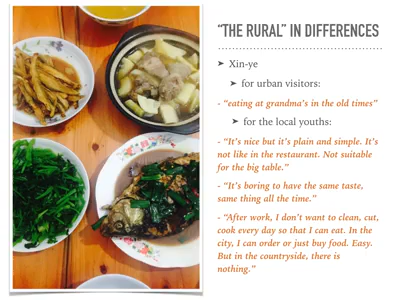 “THE RURAL” IN DIFFERENCES
➤ Xin-ye
➤ for urban visitors:
- “eating at grandma’s in the old times”
➤ for the local youths:
- “It’s nice but it’s plain and simple. It’s
not like in the restaurant. Not suitable
for the big table.”
- “It’s boring to have the same taste,
same thing all the time.”
- “After work, I don’t want to clean, cut,
cook every day so that I can eat. In the
city, I can order or just buy food. Easy.
But in the countryside, there is
nothing.”